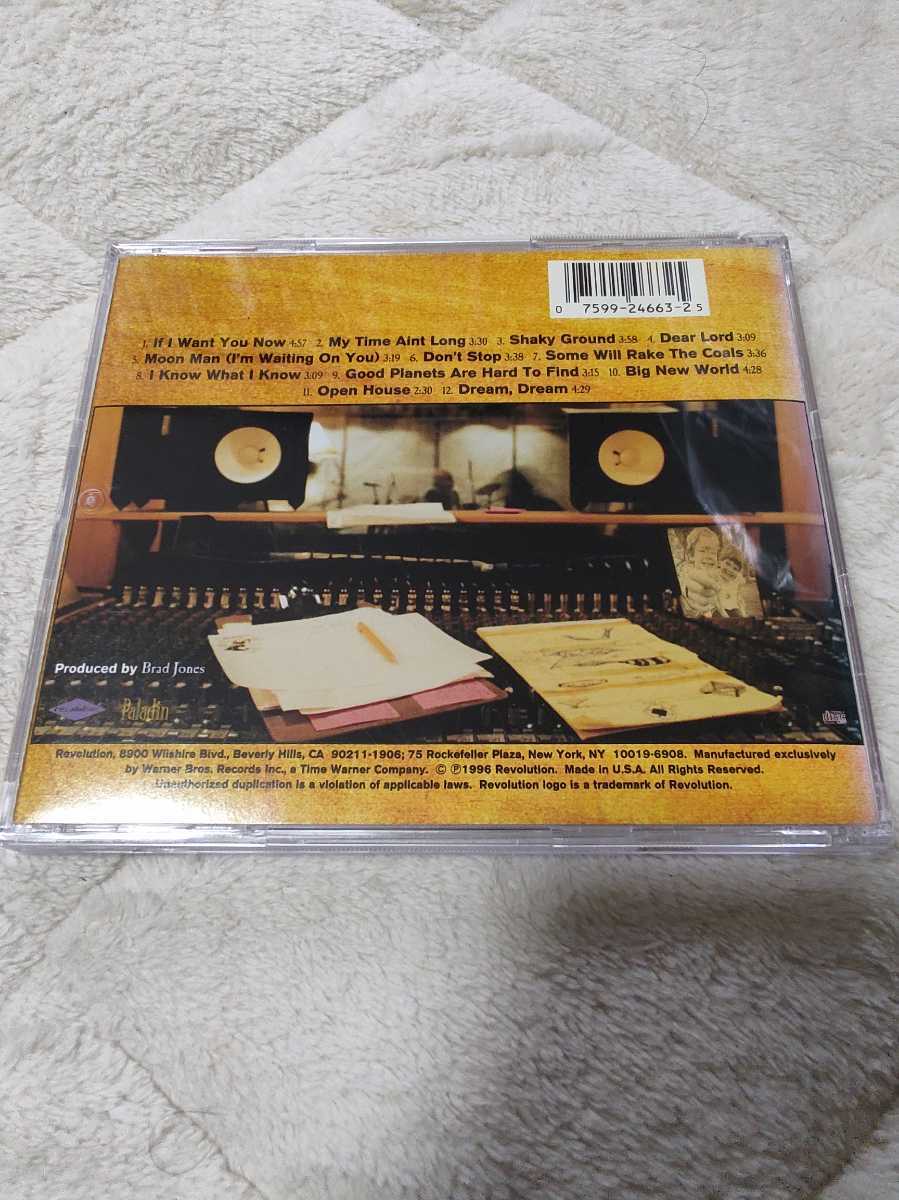 0 7599-24663-2 5
1. If I Want You Now 4:57 2. My Time Aint Long 3:30 3. Shaky Ground 3:58 4. Dear Lord 3:09
5. Moon Man (I'm Waiting On You) 3:19 6. Don't Stop 3:38 7. Some Will Rake The Coals 3:36
8. I Know What I Know 3:09 9. Good Planets Are Hard To Find 3:15 10. Big New World 4:28
11. Open House 2:30 12. Dream, Dream 4:29
Produced by Brad Jones
Paladin
Revolution, 8900 Wilshire Blvd., Beverly Hills, CA 90211-1906; 75 Rockefeller Plaza, New York, NY 10019-6908. Manufactured exclusively
by Warner Bros. Records Inc., a Time Warner Company. © ℗1996 Revolution. Made in U.S.A. All Rights Reserved.
Unauthorized duplication is a violation of applicable laws. Revolution logo is a trademark of Revolution.